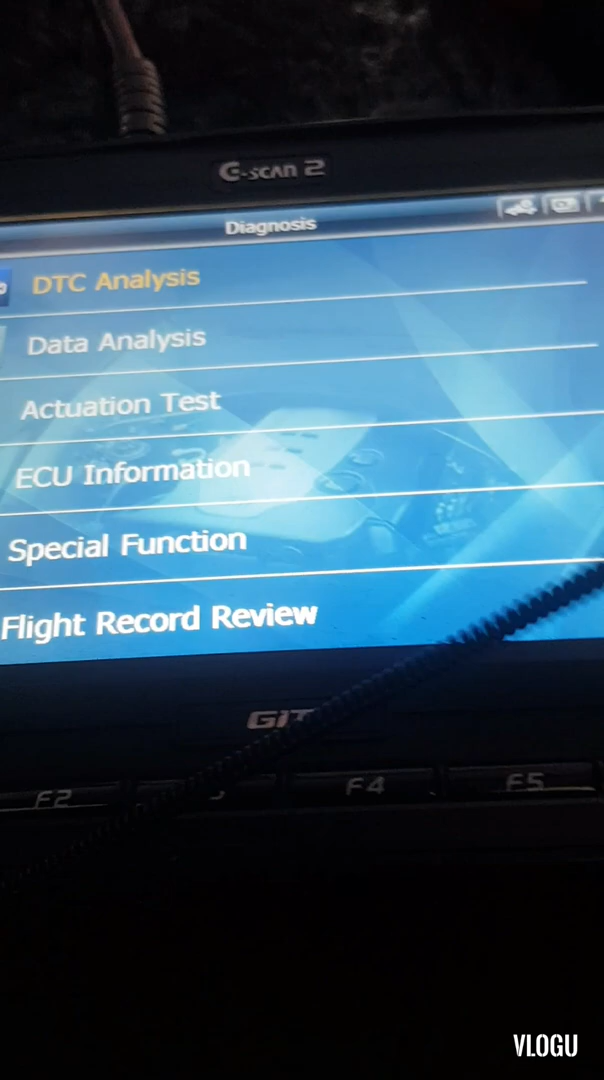 G-SCAN 2
Diagnosis
DTC Analysis
Data Analysis
Actuation Test
ECU Information
Special Function
Flight Record Review
GIT
F2
F4
F5
VLOGU